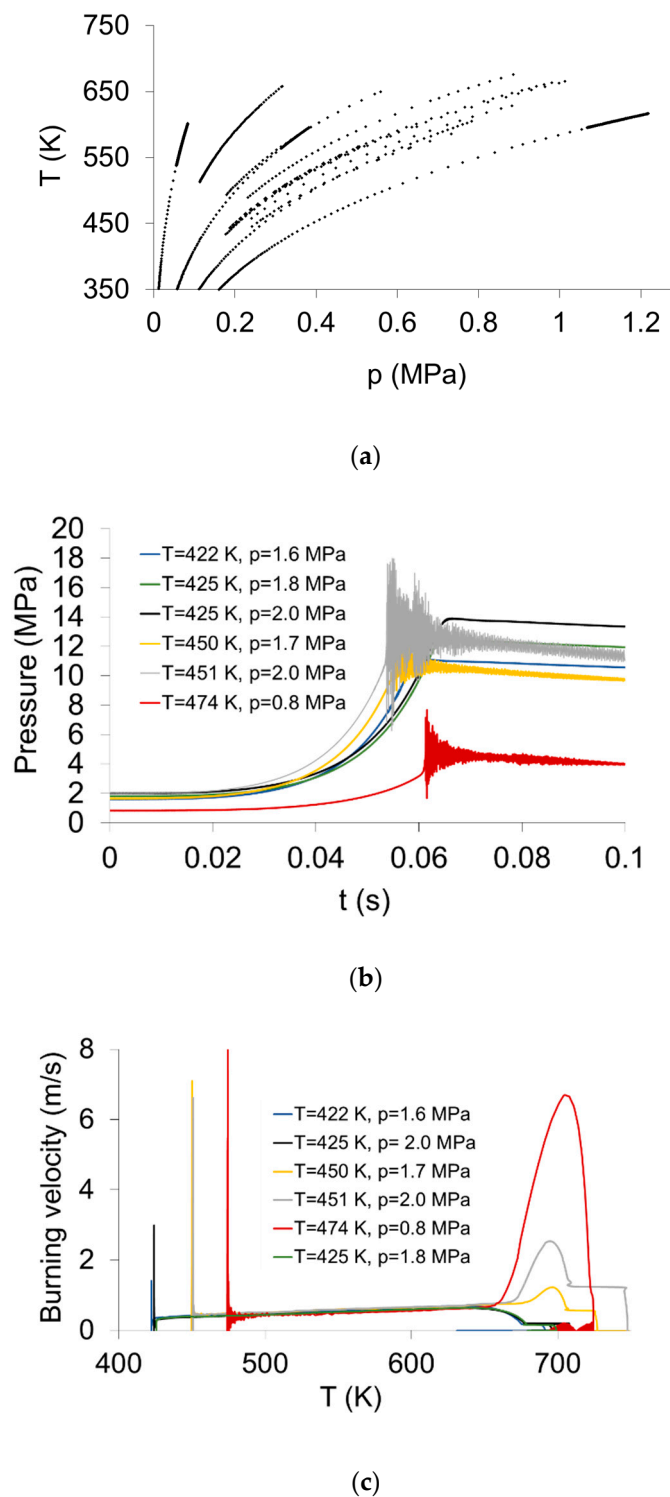 750
650
550
450
350
T (K)
0 0.2 0.4 0.6 0.8 1 1.2
p (MPa)
(a)
20
18
16
14
12
10
8
6
4
2
0
Pressure (MPa)
T=422 K, p=1.6 MPa
T=425 K, p=1.8 MPa
T=425 K, p=2.0 MPa
T=450 K, p=1.7 MPa
T=451 K, p=2.0 MPa
T=474 K, p=0.8 MPa
0 0.02 0.04 0.06 0.08 0.1
t (s)
(b)
8
6
4
2
0
Burning velocity (m/s)
T=422 K, p=1.6 MPa
T=425 K, p= 2.0 MPa
T=450 K, p=1.7 MPa
T=451 K, p=2.0 MPa
T=474 K, p=0.8 MPa
T=425 K, p=1.8 MPa
400 500 600 700
T (K)
(c)